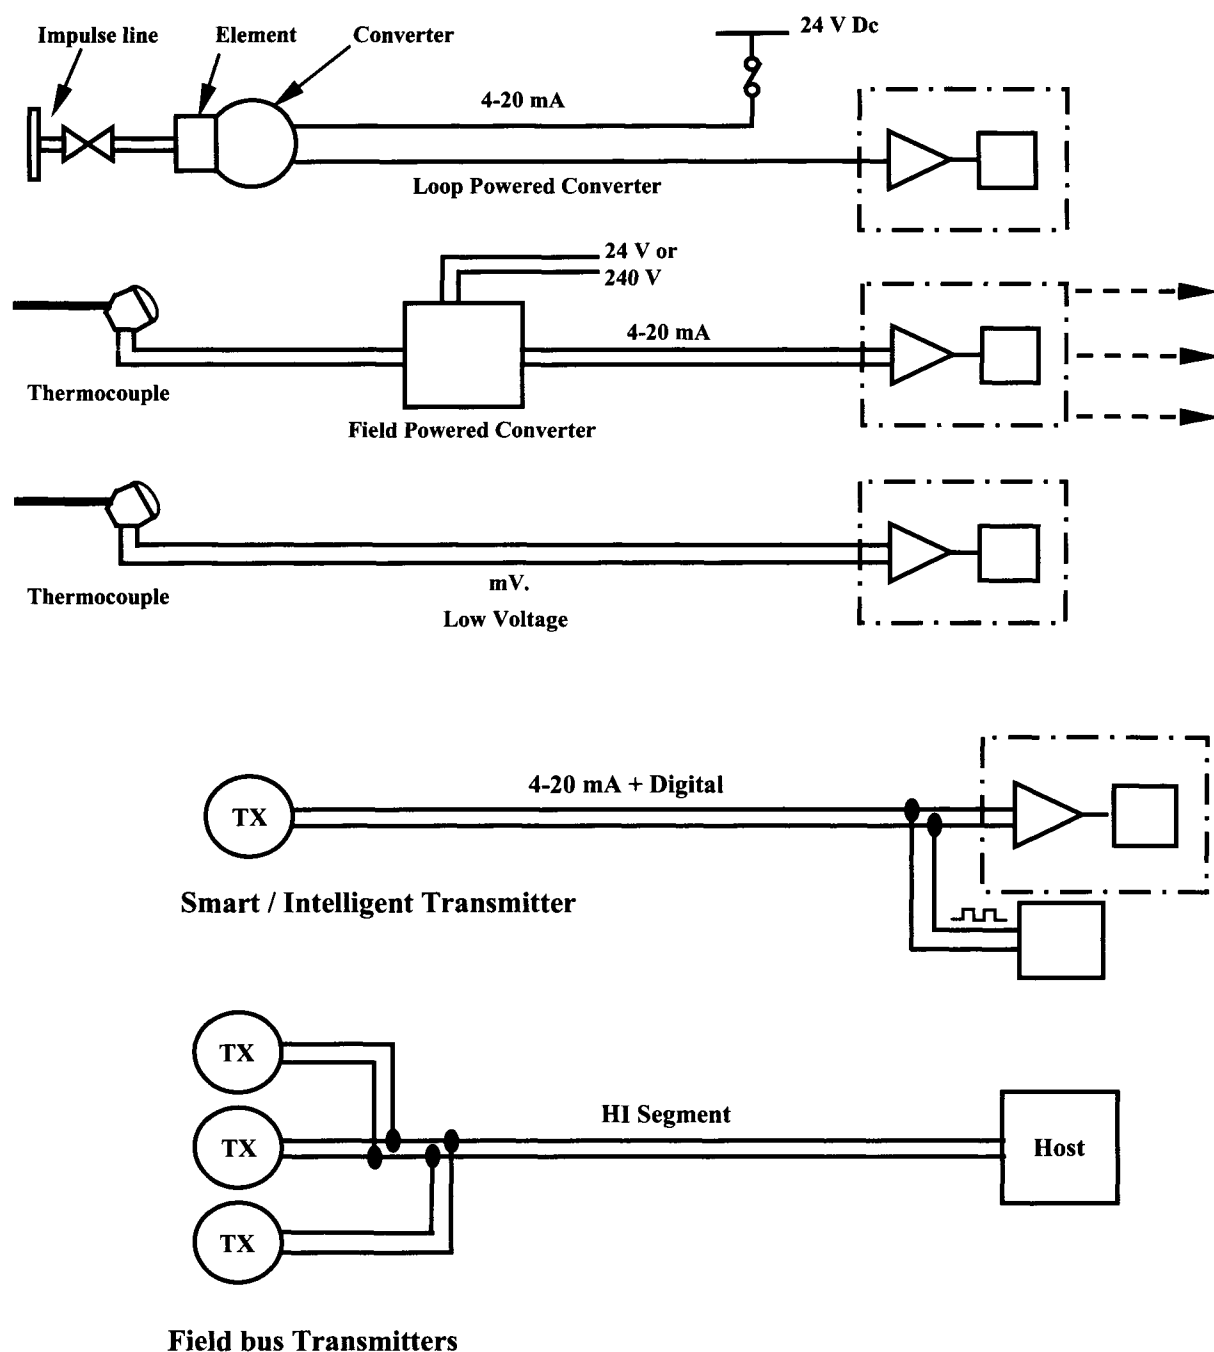 24 V Dc
Impulse line
Element
Converter
4-20 mA
Loop Powered Converter
24 V or
240 V
4-20 mA
Thermocouple
Field Powered Converter
mV.
Thermocouple
Low Voltage
4-20 mA + Digital
TX
Smart / Intelligent Transmitter
TX
HI Segment
TX
Host
TX
Field bus Transmitters